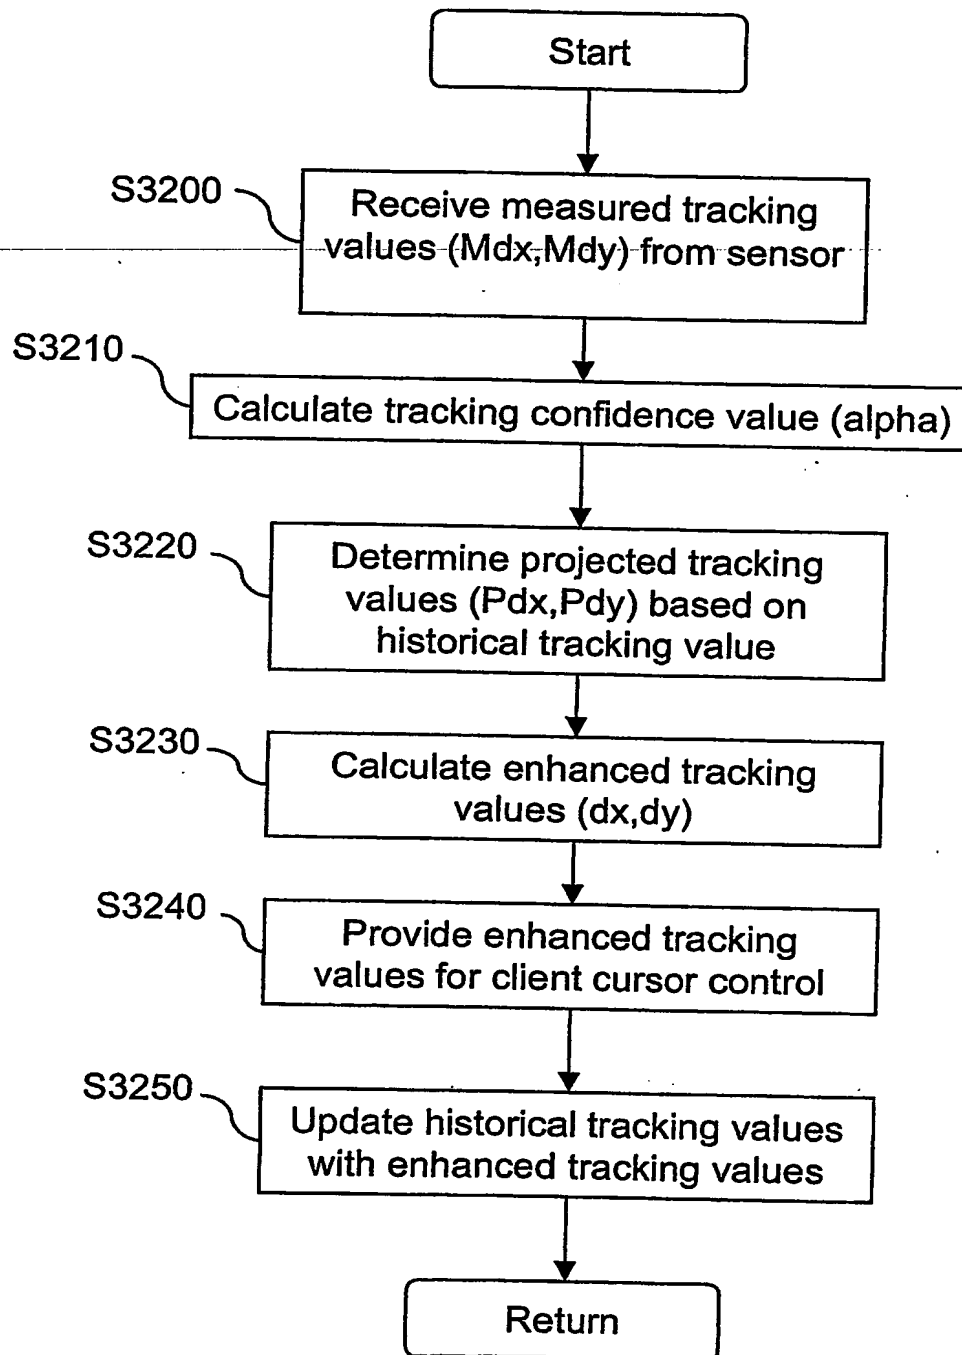 Start
S3200
Receive measured tracking
values (Mdx,Mdy) from sensor
S3210
Calculate tracking confidence value (alpha)
S3220
Determine projected tracking
values (Pdx,Pdy) based on
historical tracking value
S3230
Calculate enhanced tracking
values (dx,dy)
S3240
Provide enhanced tracking
values for client cursor control
S3250
Update historical tracking values
with enhanced tracking values
Return